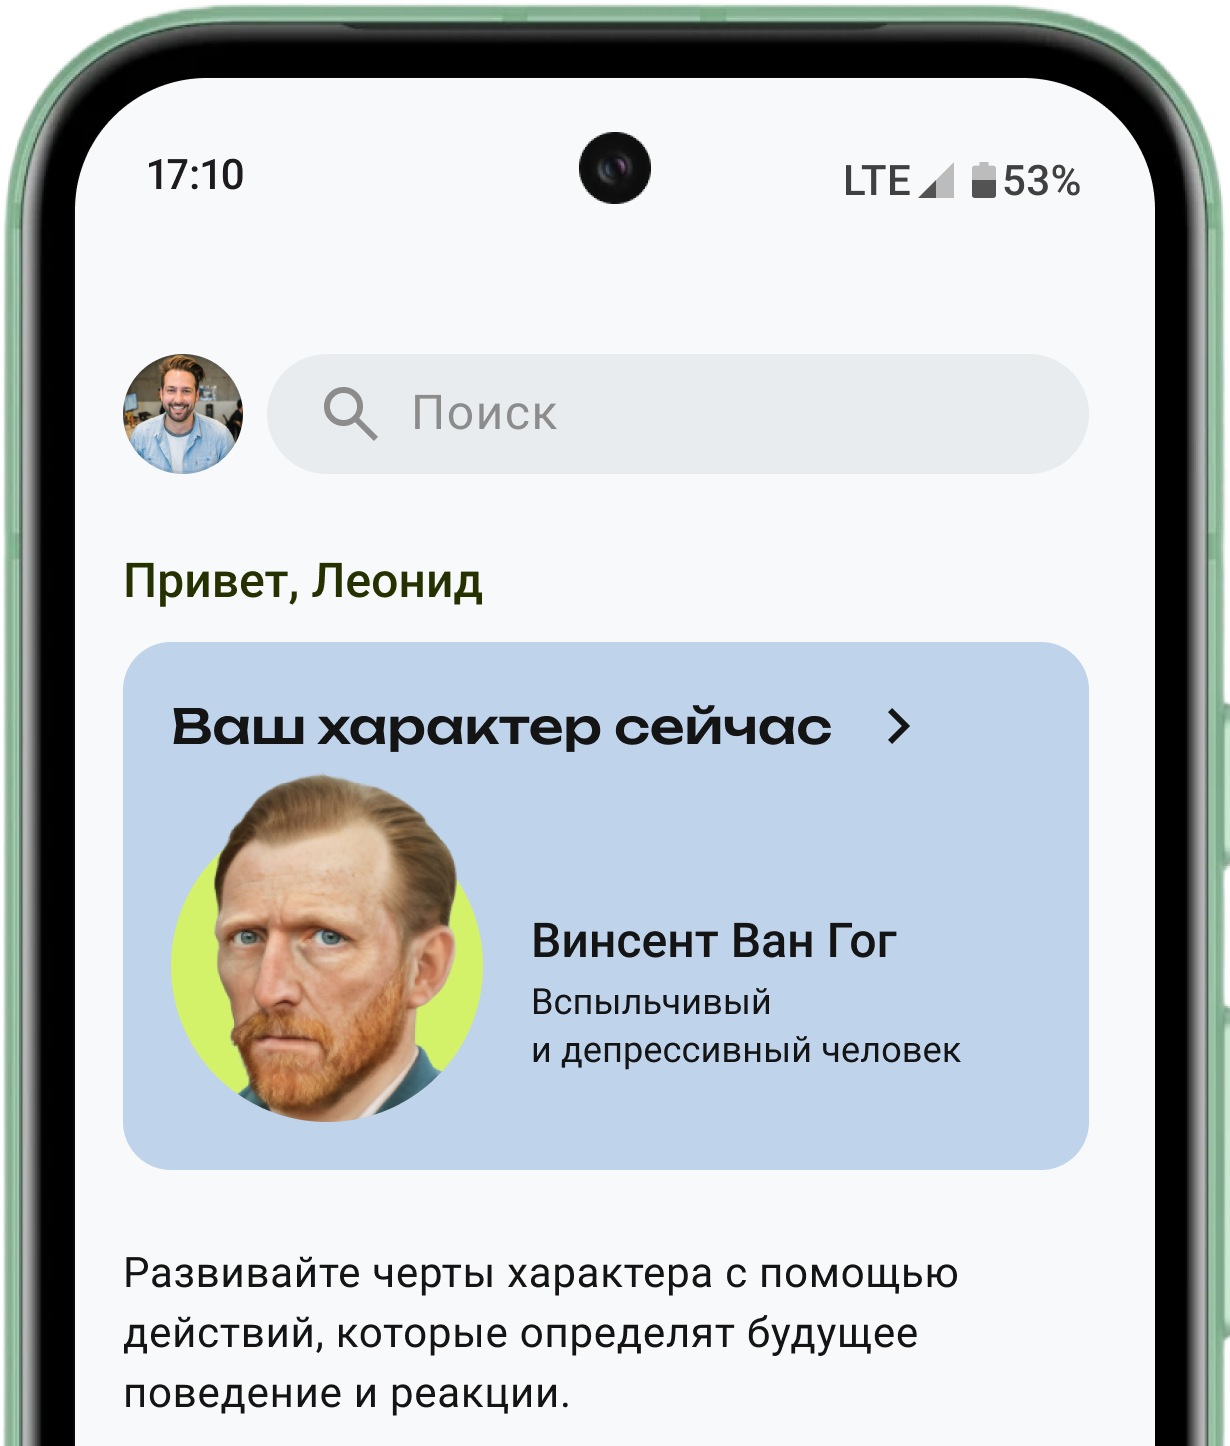 17:10
LTE 53%
Поиск
Привет, Леонид
Ваш характер сейчас
Винсент Ван Гог
Вспыльчивый
и депрессивный человек
Развивайте черты характера с помощью
действий, которые определят будущее
поведение и реакции.